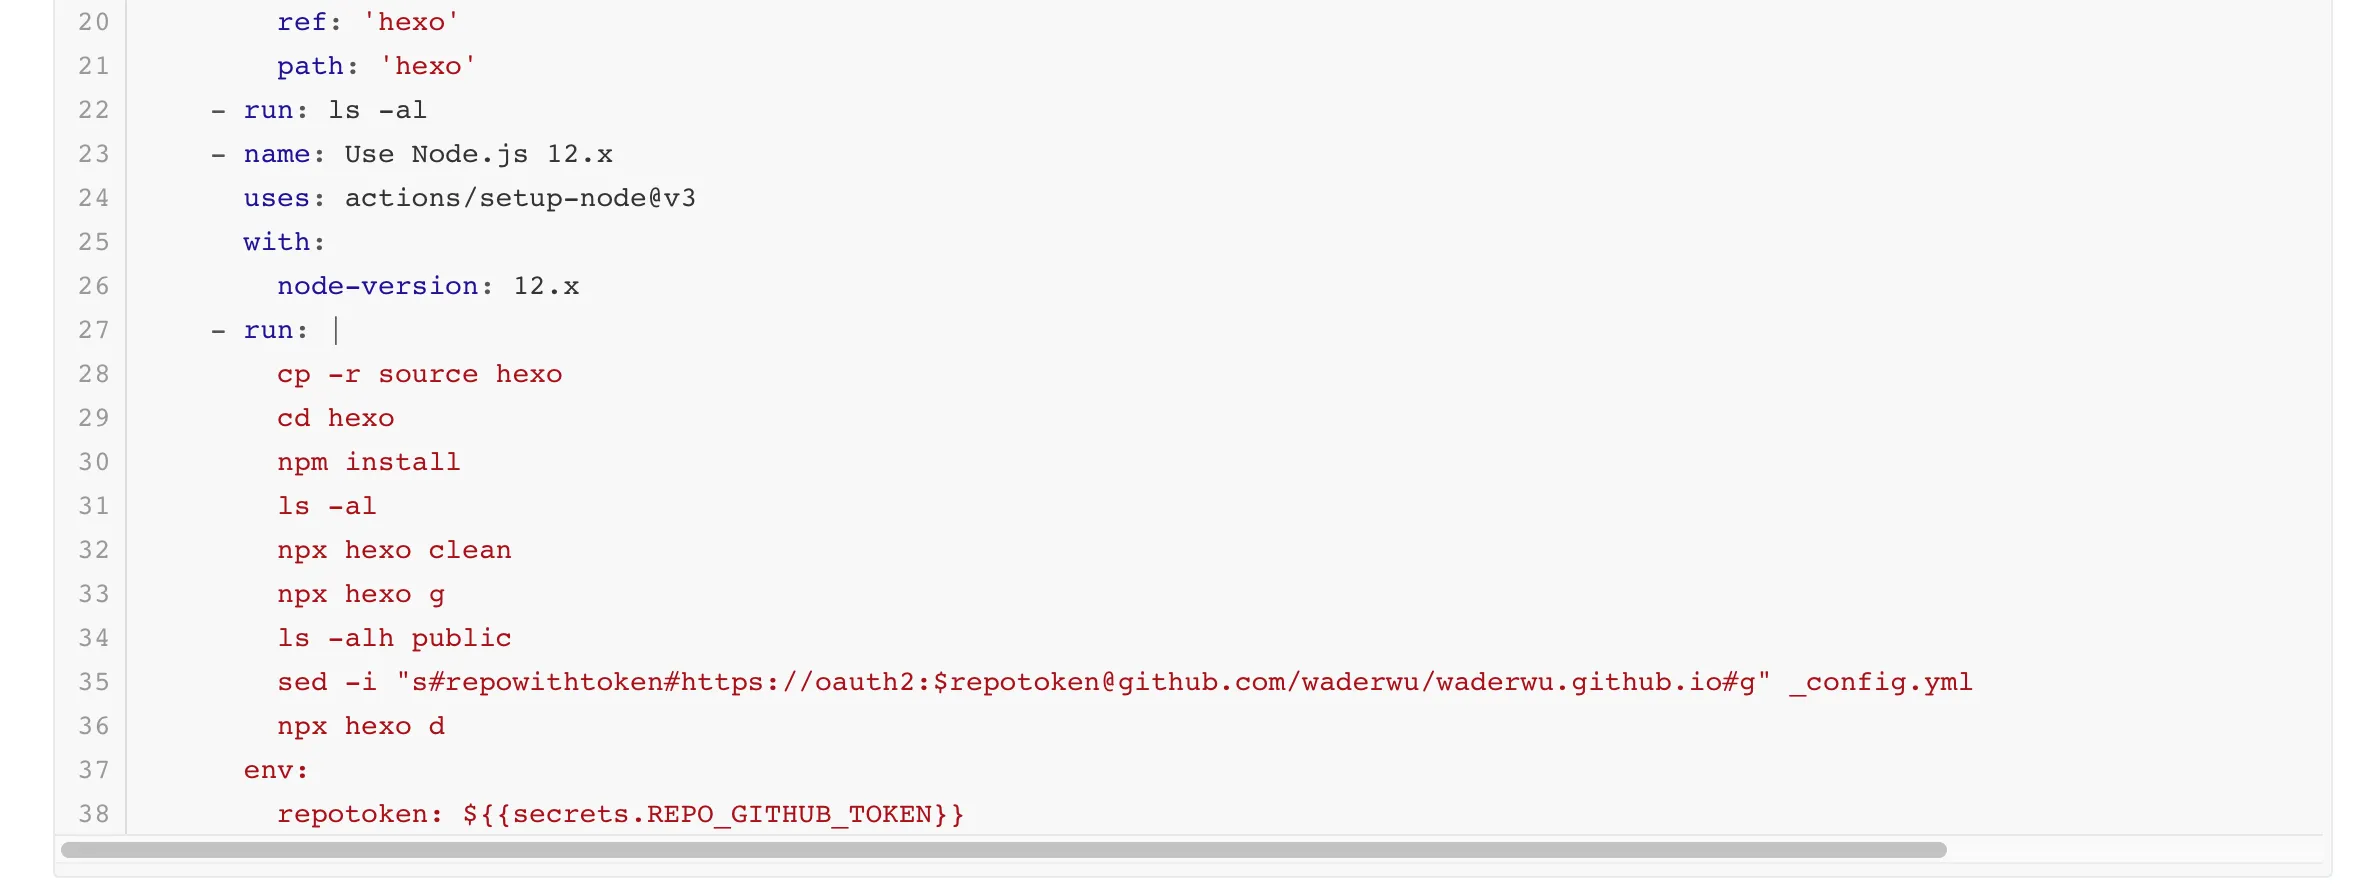 20         ref: 'hexo'
21         path: 'hexo'
22     - run: ls -al
23     - name: Use Node.js 12.x
24       uses: actions/setup-node@v3
25       with:
26         node-version: 12.x
27     - run: |
28         cp -r source hexo
29         cd hexo
30         npm install
31         ls -al
32         npx hexo clean
33         npx hexo g
34         ls -alh public
35         sed -i "s#repowithtoken#https://oauth2:$repotoken@github.com/waderwu/waderwu.github.io#g" _config.yml
36         npx hexo d
37       env:
38         repotoken: ${{secrets.REPO_GITHUB_TOKEN}}